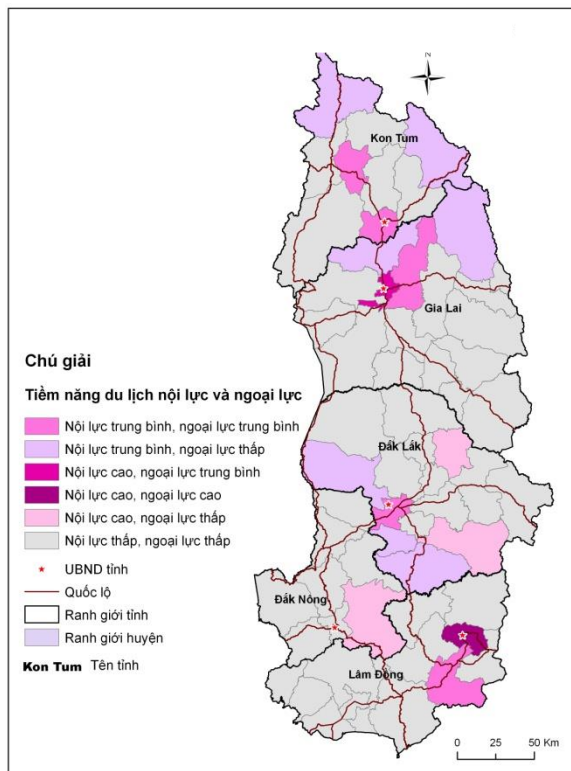 Kon Tum
Gia Lai
Chú giải
Tiềm năng du lịch nội lực và ngoại lực
Nội lực trung bình, ngoại lực trung bình
Nội lực trung bình, ngoại lực thấp
Nội lực cao, ngoại lực trung bình
Nội lực cao, ngoại lực cao
Nội lực cao, ngoại lực thấp
Nội lực thấp, ngoại lực thấp
UBND tỉnh
Quốc lộ
Ranh giới tỉnh
Ranh giới huyện
Kon Tum Tên tỉnh
Đắk Lắk
Đắk Nông
Lâm Đồng
0 25 50 Km